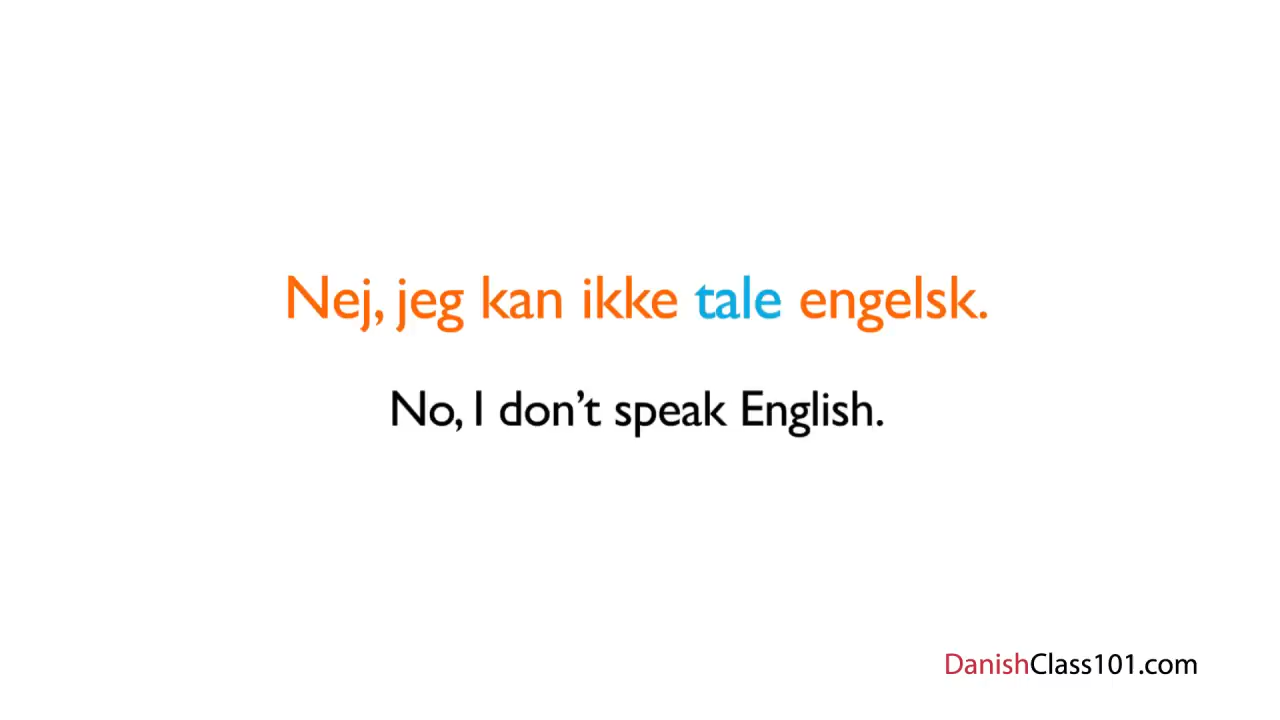 Nej, jeg kan ikke tale engelsk.
No, I don’t speak English.
DanishClass101.com